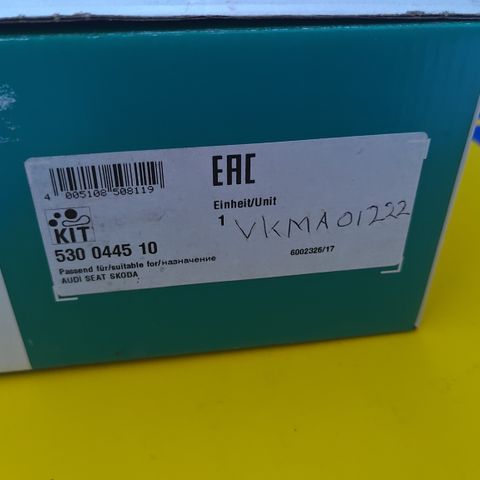 4 005108 508119
EAC
Einheit/Unit
1 VKMA01222
KIT
530 0445 10
6002326/17
Passend für/suitable for/назначение
AUDI SEAT SKODA